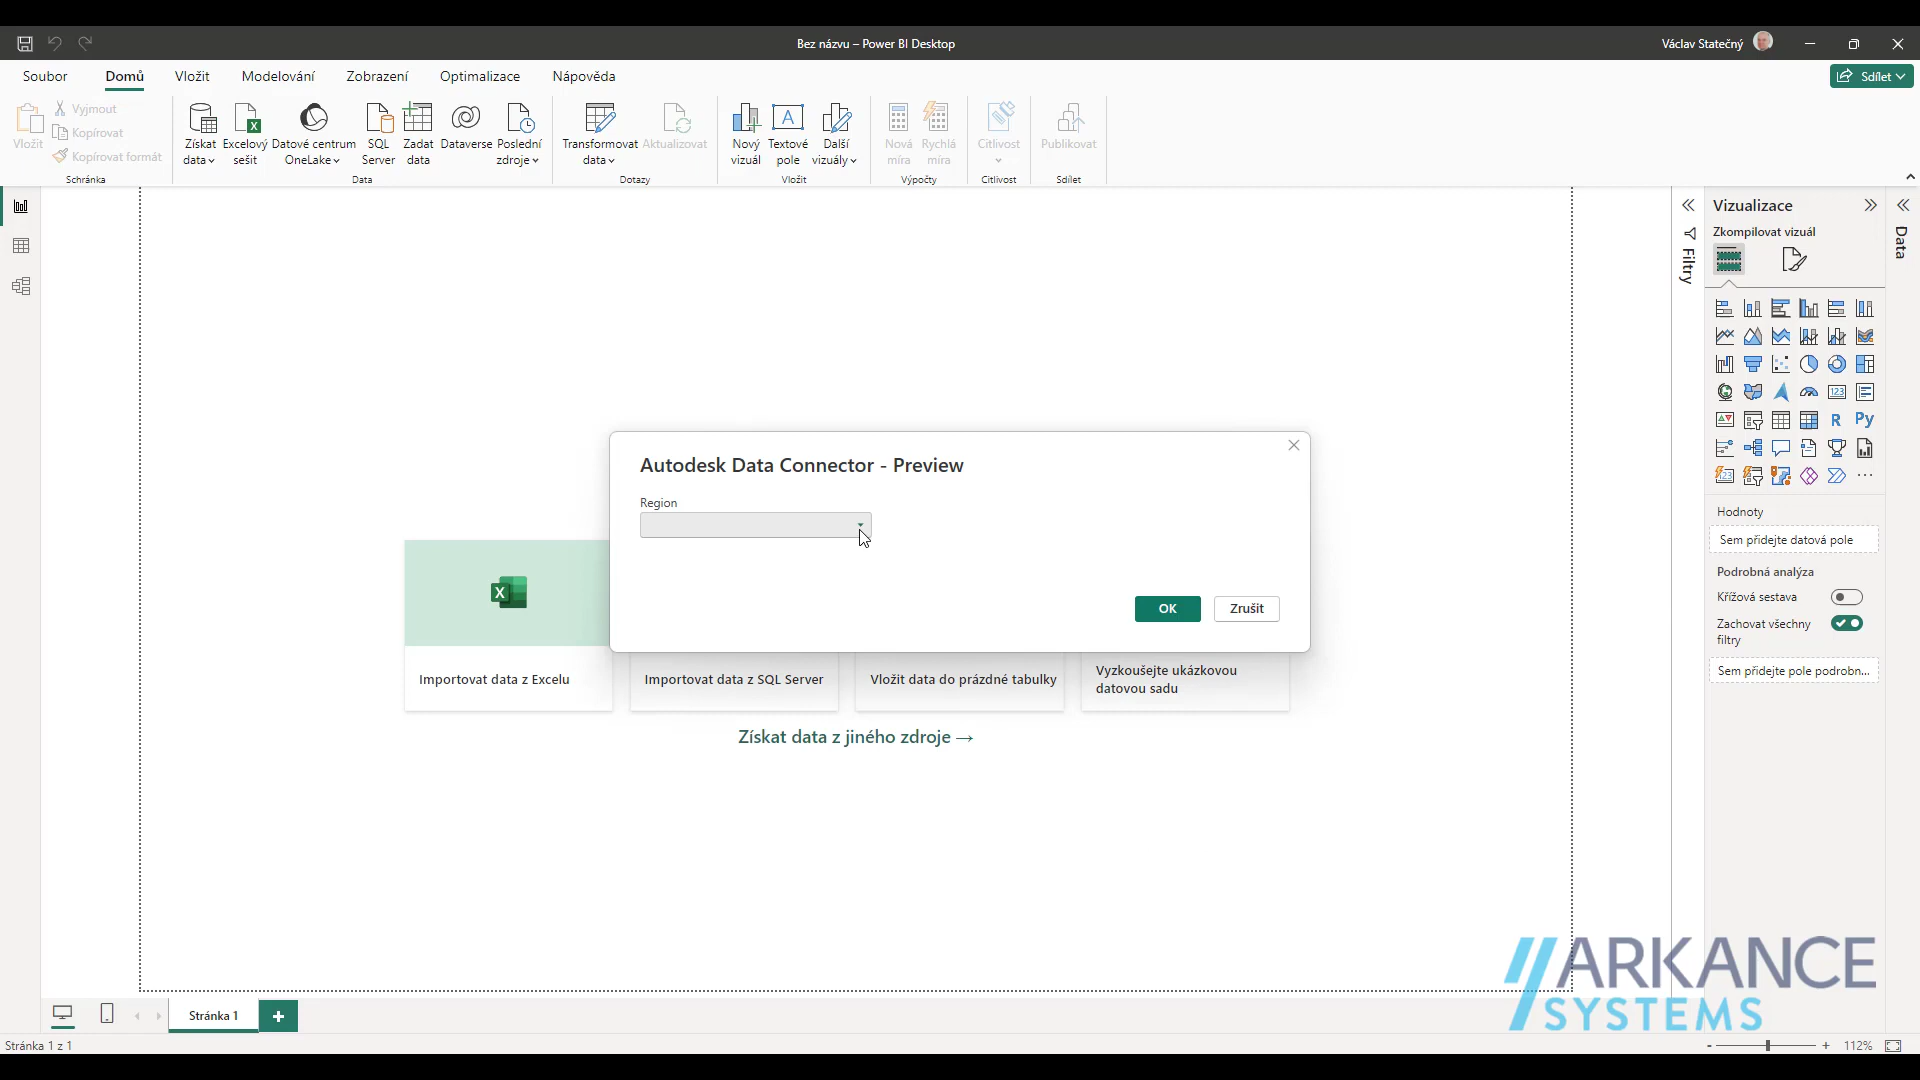 Bez názvu – Power BI Desktop
Václav Statečný
Soubor
Domů
Vložit
Modelování
Zobrazení
Optimalizace
Nápověda
Sdílet
Vložit
Vyjmout
Kopírovat
Kopírovat formát
Schránka
Získat
data
Excelový
sešit
Datové centrum
OneLake
SQL
Server
Zadat
data
Dataverse
Poslední
zdroje
Data
Transformovat
data
Aktualizovat
Dotazy
Nový
vizuál
Textové
pole
Další
vizuály
Vložit
Nová
míra
Rychlá
míra
Výpočty
Citlivost
Citlivost
Publikovat
Sdílet
Filtry
Vizualizace
Zkompilovat vizuál
Data
123
R
Py
123
Hodnoty
Sem přidejte datová pole
Podrobná analýza
Křížová sestava
Zachovat všechny
filtry
Sem přidejte pole podrobn...
Autodesk Data Connector - Preview
Region
OK
Zrušit
Importovat data z Excelu
Importovat data z SQL Server
Vložit data do prázdné tabulky
Vyzkoušejte ukázkovou
datovou sadu
Získat data z jiného zdroje →
ARKANCE
SYSTEMS
Stránka 1
Stránka 1 z 1
112%